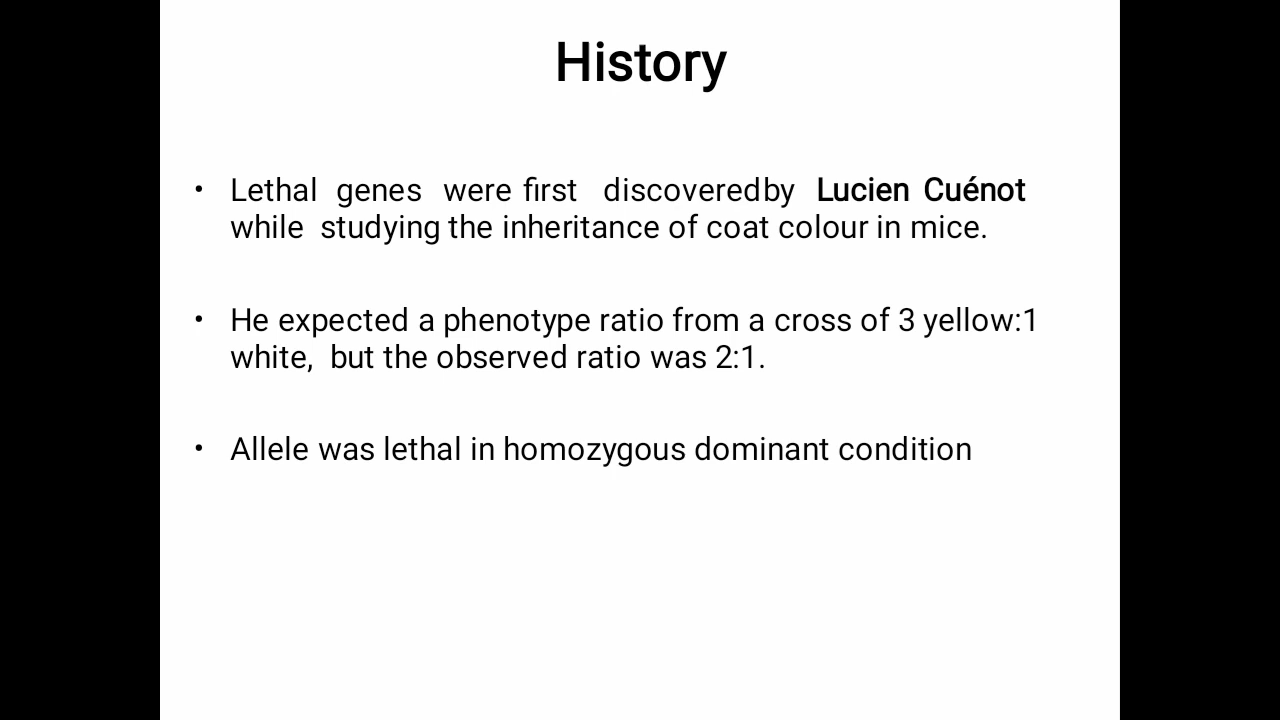 History
• Lethal genes were first discoveredby Lucien Cuénot
while studying the inheritance of coat colour in mice.
• He expected a phenotype ratio from a cross of 3 yellow:1
white, but the observed ratio was 2:1.
• Allele was lethal in homozygous dominant condition